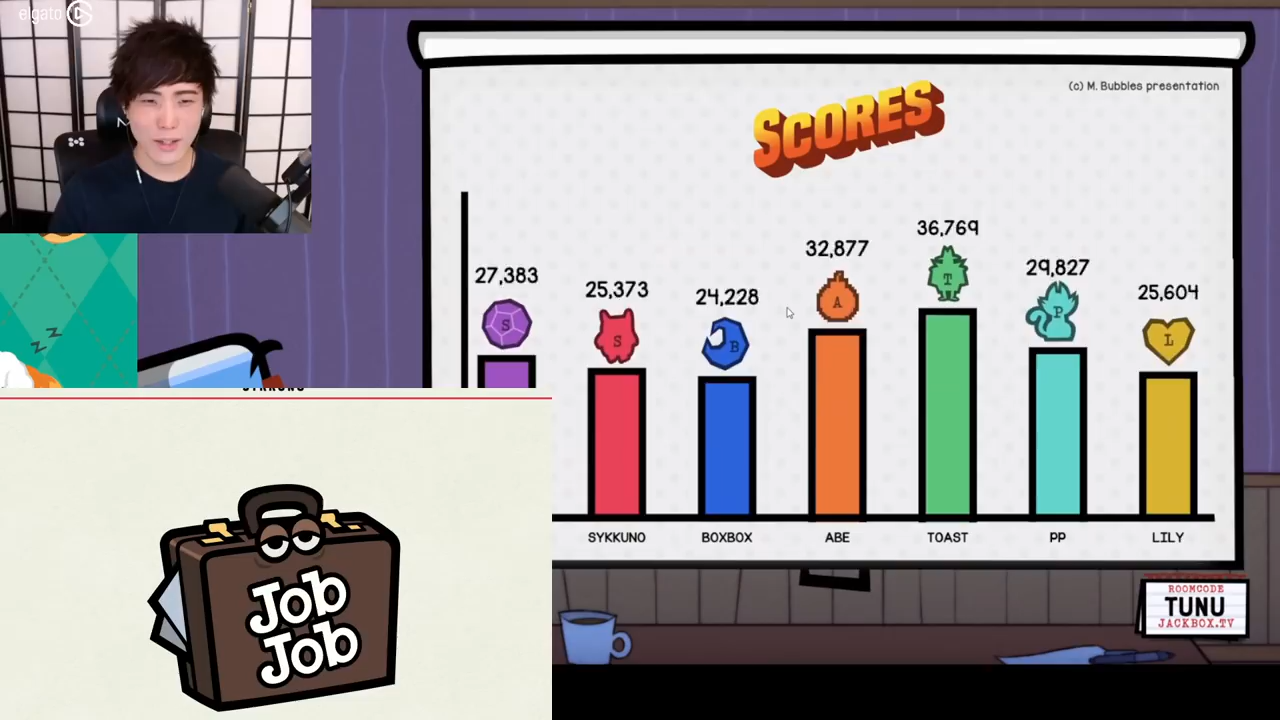 elgato
(c) M. Bubbles presentation
SCORES
27,383
25,373
24,228
32,877
36,769
29,827
25,604
S
S
B
A
T
P
L
SYKKUNO
BOXBOX
ABE
TOAST
PP
LILY
Z
Z
Z
Job
Job
ROOMCODE
TUNU
JACKBOX.TV